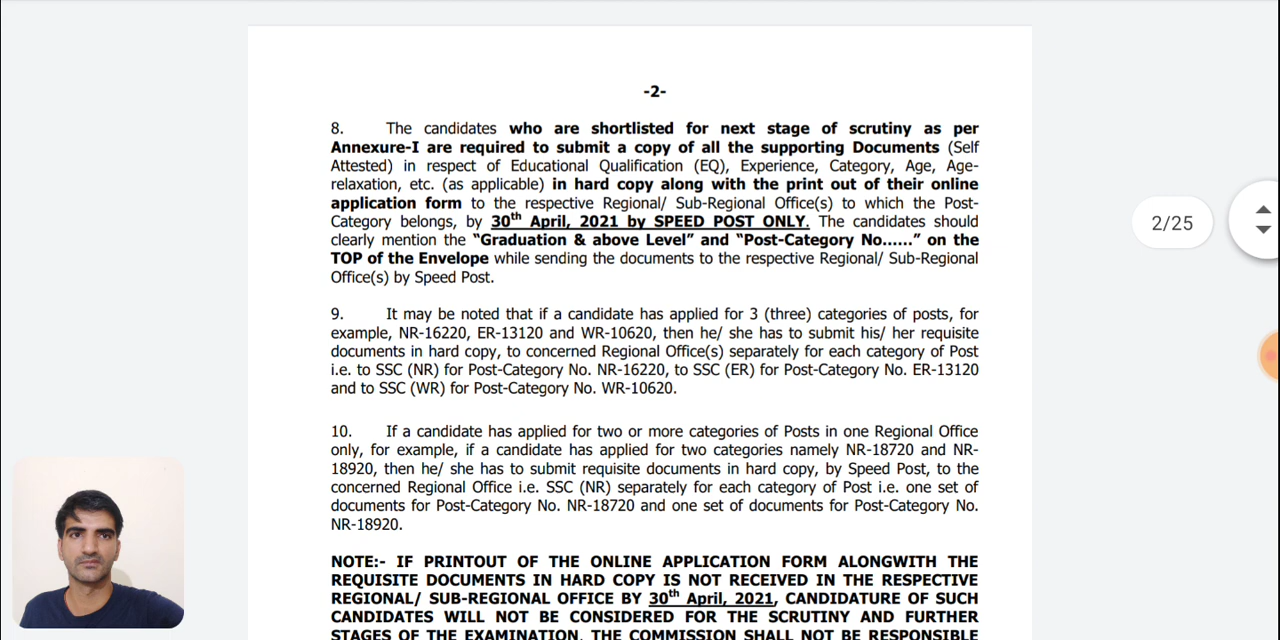 -2-
8. The candidates who are shortlisted for next stage of scrutiny as per
Annexure-I are required to submit a copy of all the supporting Documents (Self
Attested) in respect of Educational Qualification (EQ), Experience, Category, Age, Age-
relaxation, etc. (as applicable) in hard copy along with the print out of their online
application form to the respective Regional/ Sub-Regional Office(s) to which the Post-
Category belongs, by 30th April, 2021 by SPEED POST ONLY. The candidates should
clearly mention the “Graduation & above Level” and “Post-Category No......” on the
TOP of the Envelope while sending the documents to the respective Regional/ Sub-Regional
Office(s) by Speed Post.
2/25
9. It may be noted that if a candidate has applied for 3 (three) categories of posts, for
example, NR-16220, ER-13120 and WR-10620, then he/ she has to submit his/ her requisite
documents in hard copy, to concerned Regional Office(s) separately for each category of Post
i.e. to SSC (NR) for Post-Category No. NR-16220, to SSC (ER) for Post-Category No. ER-13120
and to SSC (WR) for Post-Category No. WR-10620.
10. If a candidate has applied for two or more categories of Posts in one Regional Office
only, for example, if a candidate has applied for two categories namely NR-18720 and NR-
18920, then he/ she has to submit requisite documents in hard copy, by Speed Post, to the
concerned Regional Office i.e. SSC (NR) separately for each category of Post i.e. one set of
documents for Post-Category No. NR-18720 and one set of documents for Post-Category No.
NR-18920.
NOTE:- IF PRINTOUT OF THE ONLINE APPLICATION FORM ALONGWITH THE
REQUISITE DOCUMENTS IN HARD COPY IS NOT RECEIVED IN THE RESPECTIVE
REGIONAL/ SUB-REGIONAL OFFICE BY 30th April, 2021, CANDIDATURE OF SUCH
CANDIDATES WILL NOT BE CONSIDERED FOR THE SCRUTINY AND FURTHER
STAGES OF THE EXAMINATION. THE COMMISSION SHALL NOT BE RESPONSIBLE